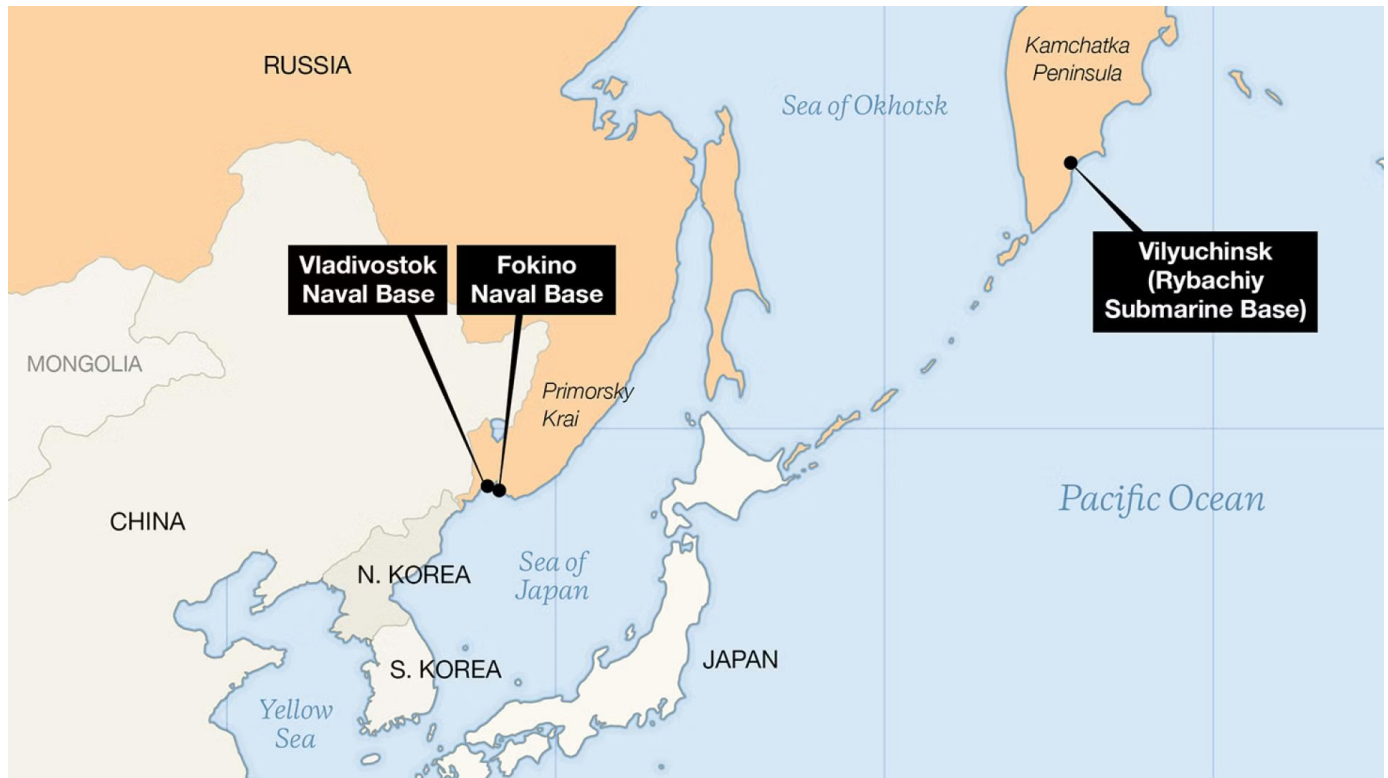 RUSSIA
Kamchatka
Peninsula
Sea of Okhotsk
Vladivostok
Naval Base
Fokino
Naval Base
Vilyuchinsk
(Rybachiy
Submarine Base)
MONGOLIA
Primorsky
Krai
Pacific Ocean
CHINA
Sea of
Japan
N. KOREA
JAPAN
S. KOREA
Yellow
Sea